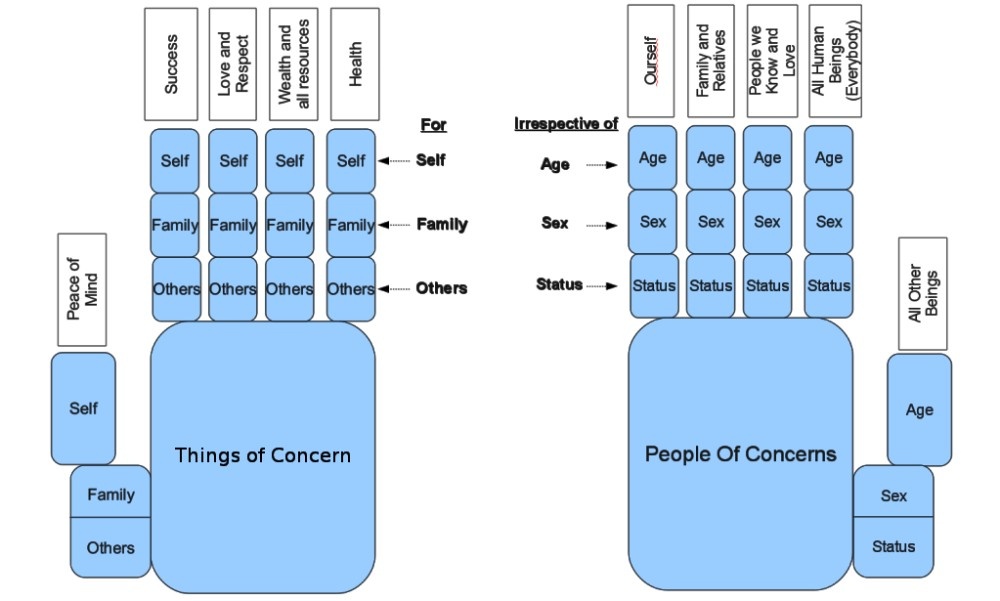 Success
Love and
Respect
Wealth and
all resources
Health
Ourself
Family and
Relatives
People we
Know and
Love
All Human
Beings
(Everybody)
For
Irrespective of
Self
Self
Self
Self
Self
Age
Age
Age
Age
Age
Family
Family
Family
Family
Family
Sex
Sex
Sex
Sex
Sex
Others
Others
Others
Others
Others
Status
Status
Status
Status
Status
Peace of
Mind
All Other
Beings
Self
Age
Things of Concern
People Of Concerns
Family
Sex
Others
Status